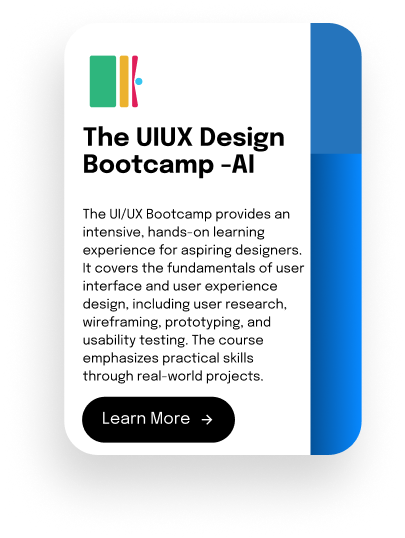 The UIUX Design
Bootcamp -AI
The UI/UX Bootcamp provides an
intensive, hands-on learning
experience for aspiring designers.
It covers the fundamentals of user
interface and user experience
design, including user research,
wireframing, prototyping, and
usability testing. The course
emphasizes practical skills
through real-world projects.
Learn More →